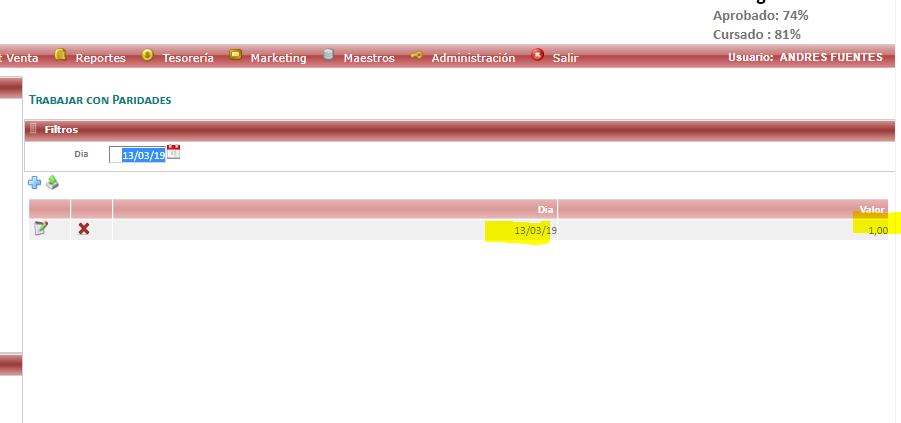 Aprobado: 74%
Cursado : 81%
t Venta Reportes Tesorería Marketing Maestros Administración Salir Usuario: ANDRES FUENTES
TRABAJAR CON PARIDADES
Filtros
Dia 13/03/19
Dia Valor
13/03/19 1,00